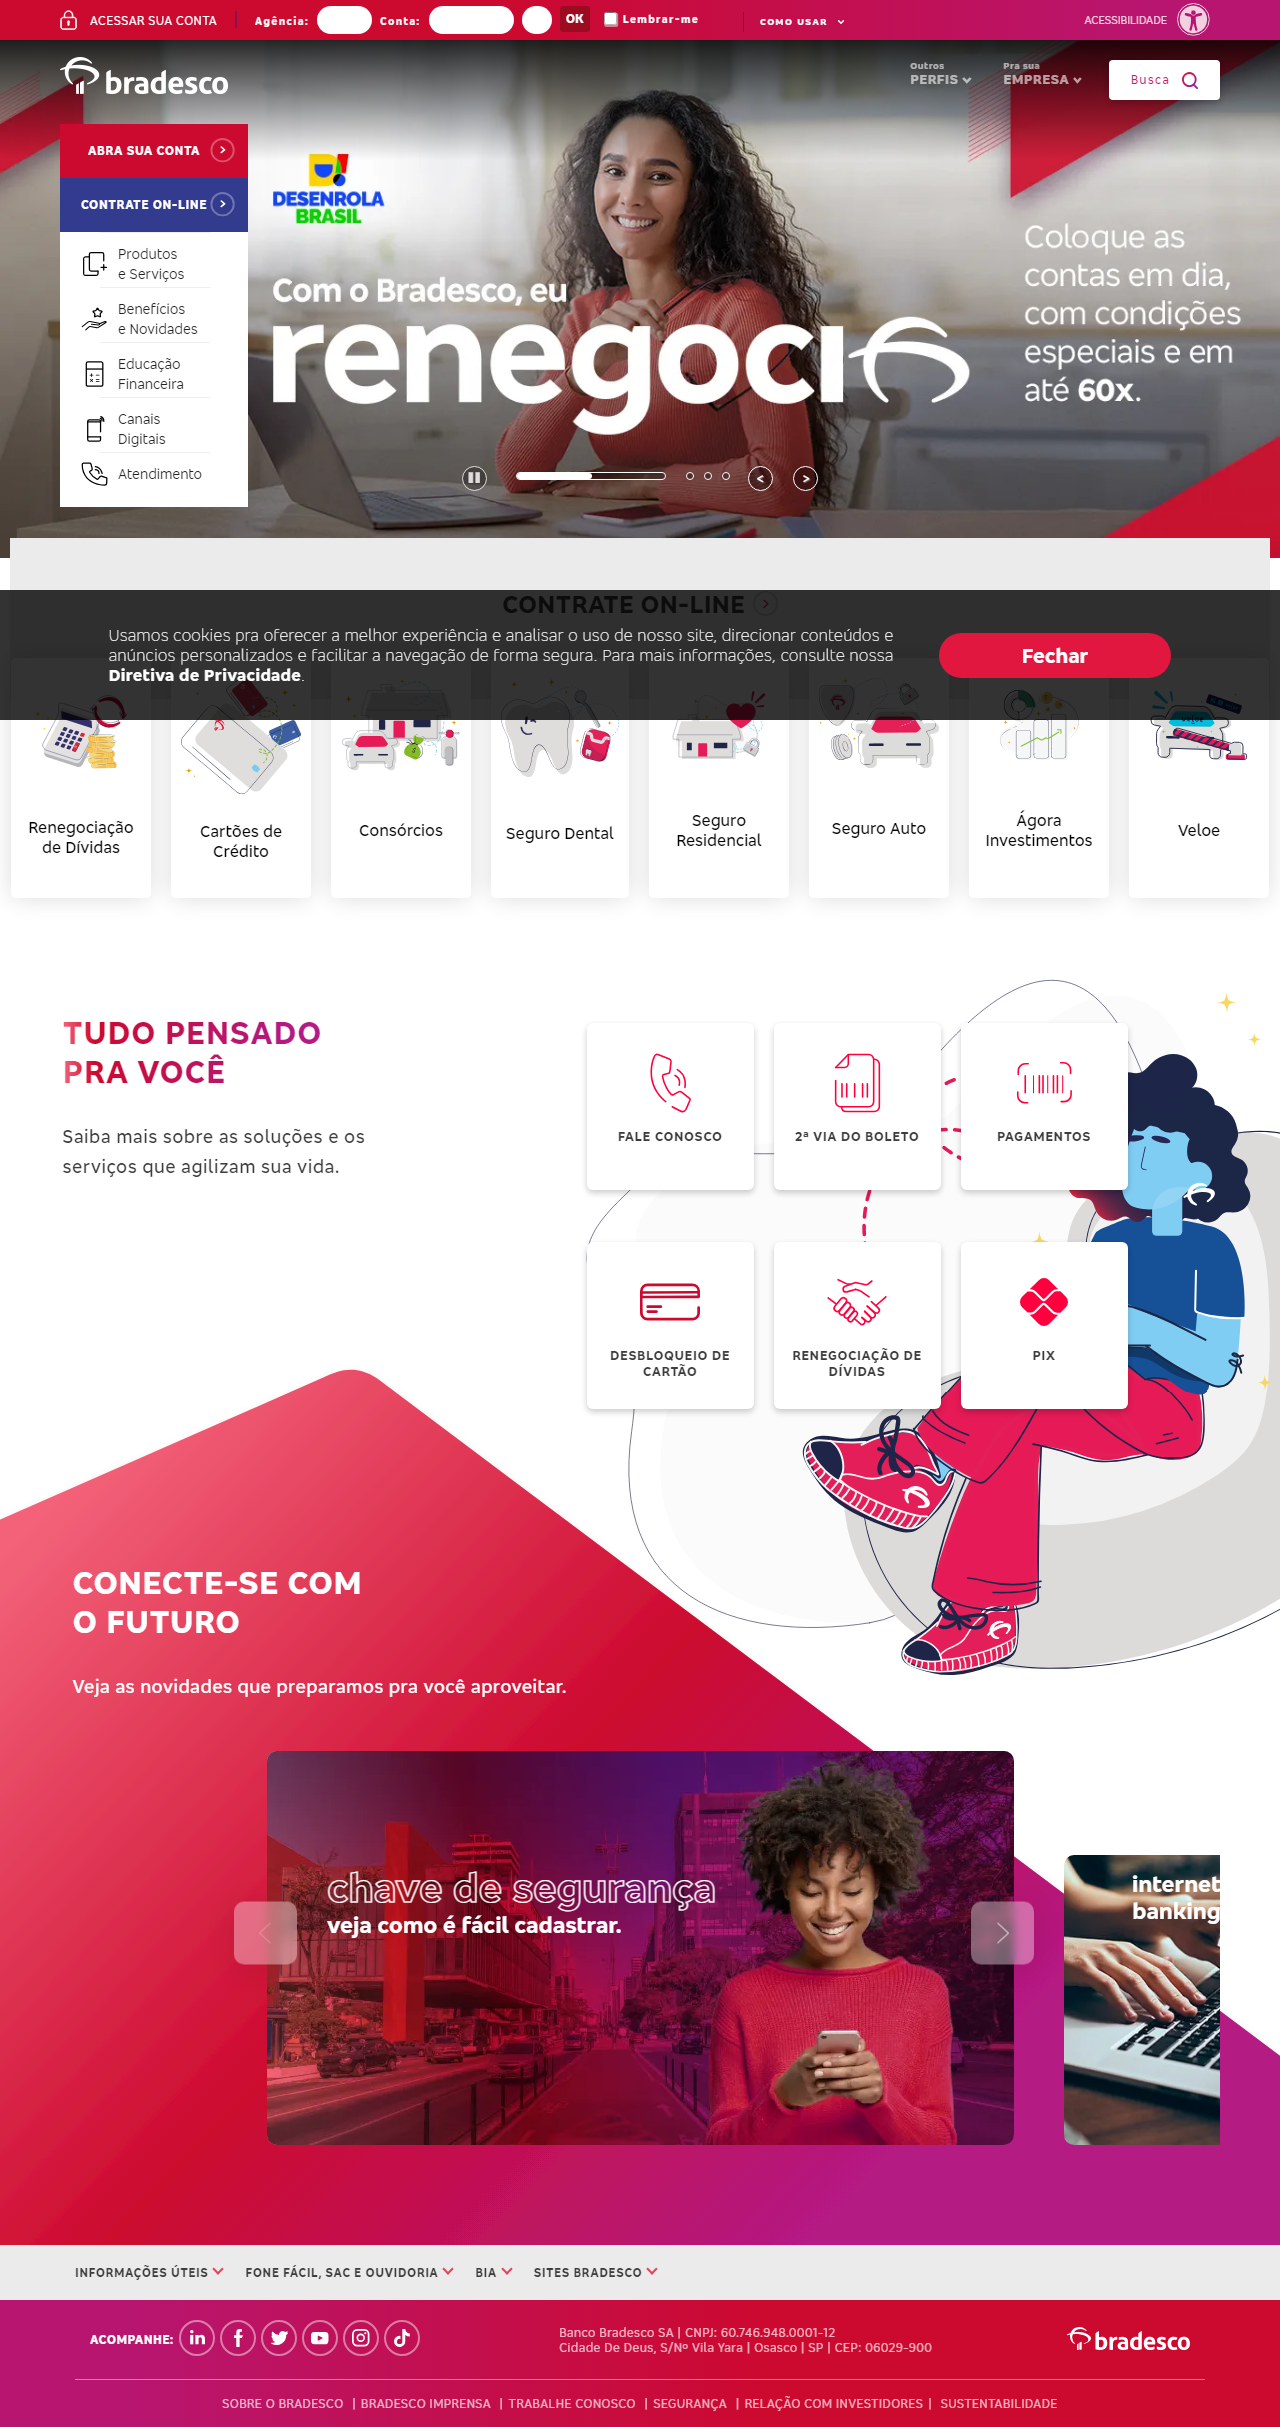 ACESSAR SUA CONTA
Agência:
Conta:
OK
Lembrar-me
COMO USAR
ACESSIBILIDADE
bradesco
Outros
PERFIS
Pra sua
EMPRESA
Busca
ABRA SUA CONTA
CONTRATE ON-LINE
Produtos
e Serviços
Benefícios
e Novidades
Educação
Financeira
Canais
Digitais
Atendimento
DESENROLA
BRASIL
Com o Bradesco, eu
renegoci
Coloque as
contas em dia,
com condições
especiais e em
até 60x.
CONTRATE ON-LINE
Usamos cookies pra oferecer a melhor experiência e analisar o uso de nosso site, direcionar conteúdos e
anúncios personalizados e facilitar a navegação de forma segura. Para mais informações, consulte nossa
Diretiva de Privacidade.
Fechar
Renegociação
de Dívidas
Cartões de
Crédito
Consórcios
Seguro Dental
Seguro
Residencial
Seguro Auto
Ágora
Investimentos
Veloe
TUDO PENSADO
PRA VOCÊ
Saiba mais sobre as soluções e os
serviços que agilizam sua vida.
FALE CONOSCO
2ª VIA DO BOLETO
PAGAMENTOS
DESBLOQUEIO DE
CARTÃO
RENEGOCIAÇÃO DE
DÍVIDAS
PIX
CONECTE-SE COM
O FUTURO
Veja as novidades que preparamos pra você aproveitar.
chave de segurança
veja como é fácil cadastrar.
internet
banking
INFORMAÇÕES ÚTEIS
FONE FÁCIL, SAC E OUVIDORIA
BIA
SITES BRADESCO
ACOMPANHE:
Banco Bradesco SA | CNPJ: 60.746.948.0001-12
Cidade De Deus, S/Nº Vila Yara | Osasco | SP | CEP: 06029-900
bradesco
SOBRE O BRADESCO | BRADESCO IMPRENSA | TRABALHE CONOSCO | SEGURANÇA | RELAÇÃO COM INVESTIDORES | SUSTENTABILIDADE